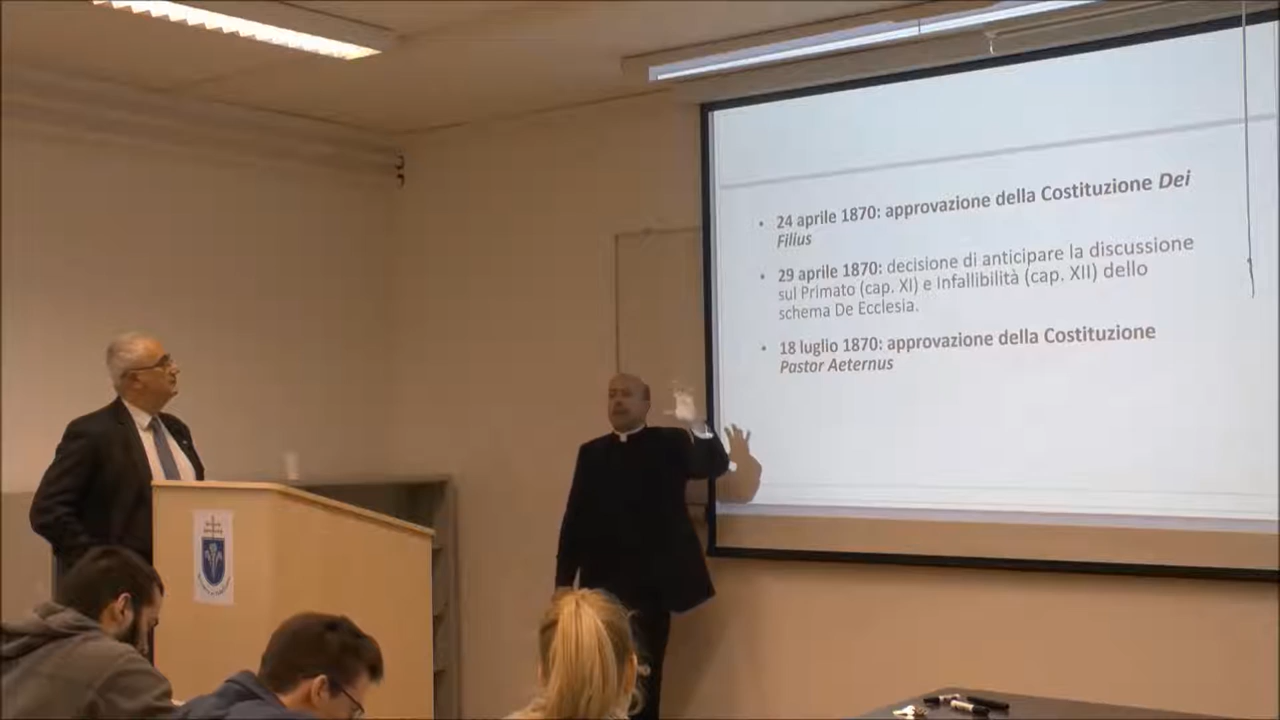 • 24 aprile 1870: approvazione della Costituzione Dei
Filius
• 29 aprile 1870: decisione di anticipare la discussione
sul Primato (cap. XI) e Infallibilità (cap. XII) dello
schema De Ecclesia.
• 18 luglio 1870: approvazione della Costituzione
Pastor Aeternus